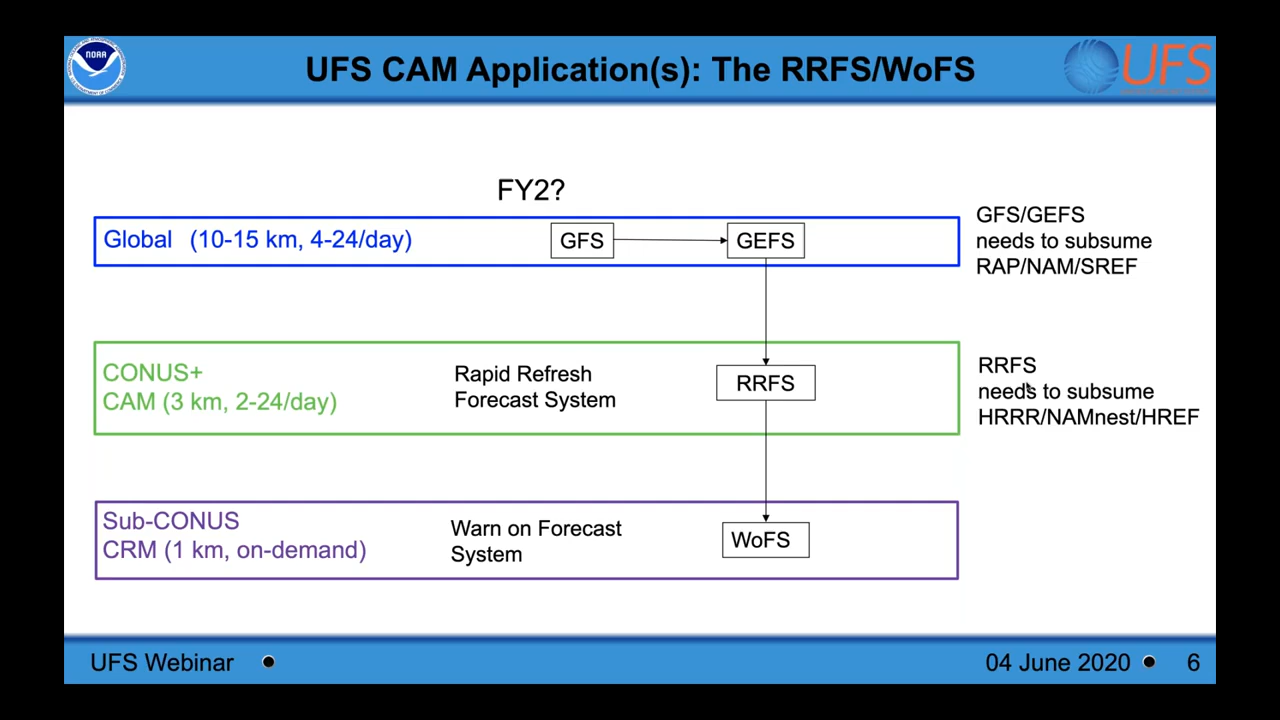 NOAA
UFS CAM Application(s): The RRFS/WoFS
UFS
FY2?
Global (10-15 km, 4-24/day)
GFS
GEFS
GFS/GEFS
needs to subsume
RAP/NAM/SREF
CONUS+
CAM (3 km, 2-24/day)
Rapid Refresh
Forecast System
RRFS
RRFS
needs to subsume
HRRR/NAMnest/HREF
Sub-CONUS
CRM (1 km, on-demand)
Warn on Forecast
System
WoFS
UFS Webinar
04 June 2020
6